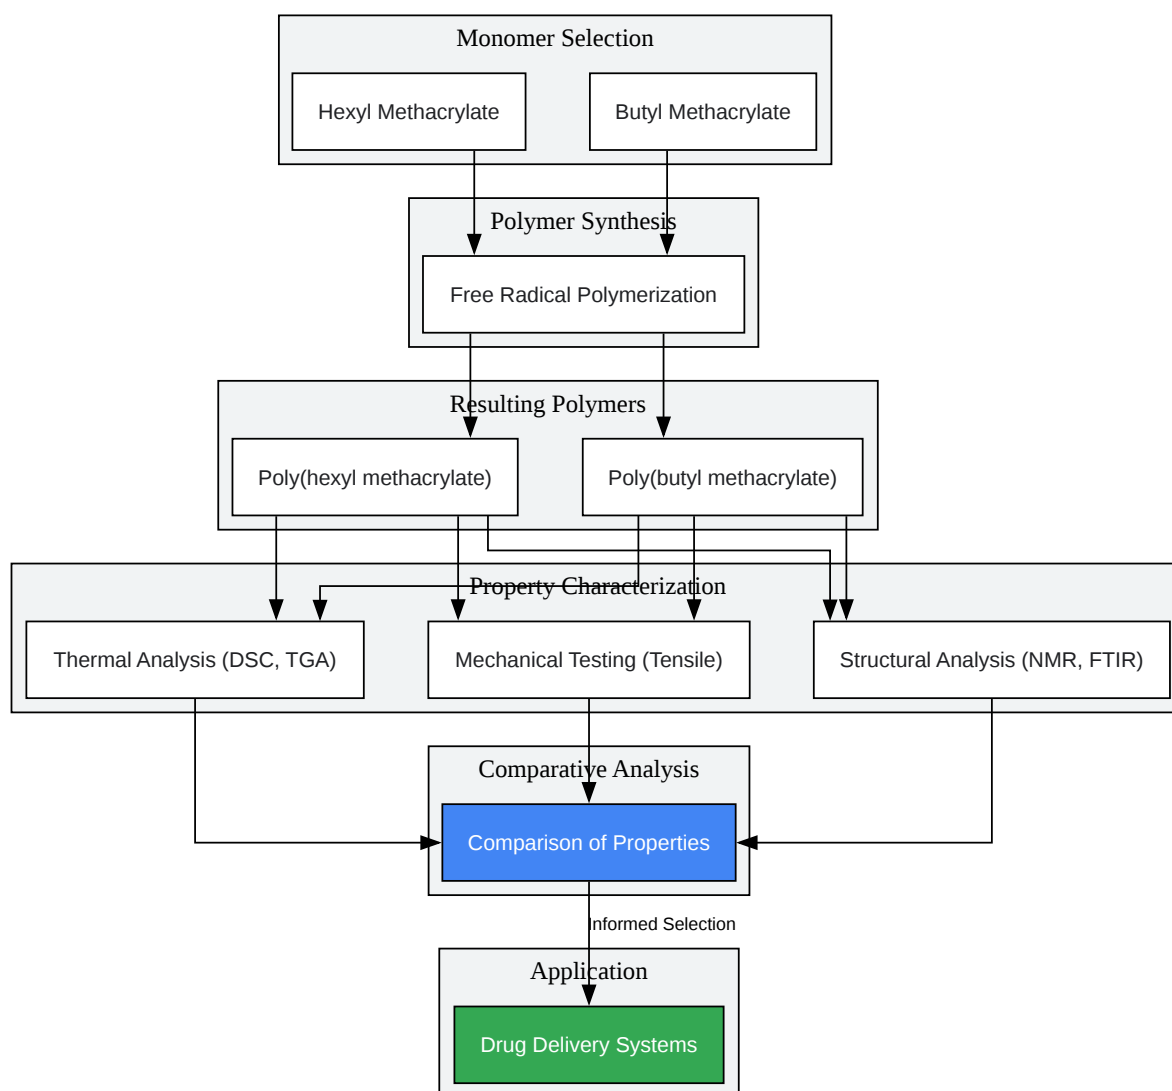 Monomer Selection
Hexyl Methacrylate
Butyl Methacrylate
Polymer Synthesis
Free Radical Polymerization
Resulting Polymers
Poly(hexyl methacrylate)
Poly(butyl methacrylate)
Property Characterization
Thermal Analysis (DSC, TGA)
Mechanical Testing (Tensile)
Structural Analysis (NMR, FTIR)
Comparative Analysis
Comparison of Properties
Informed Selection
Application
Drug Delivery Systems